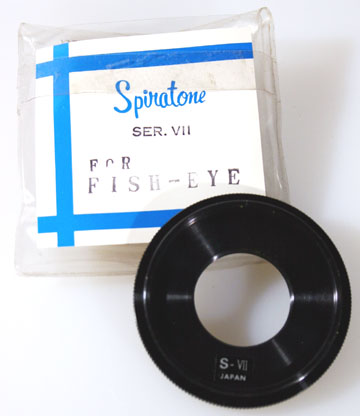 Spiratone
SER. VII
FOR
FISH-EYE
S-VII
JAPAN